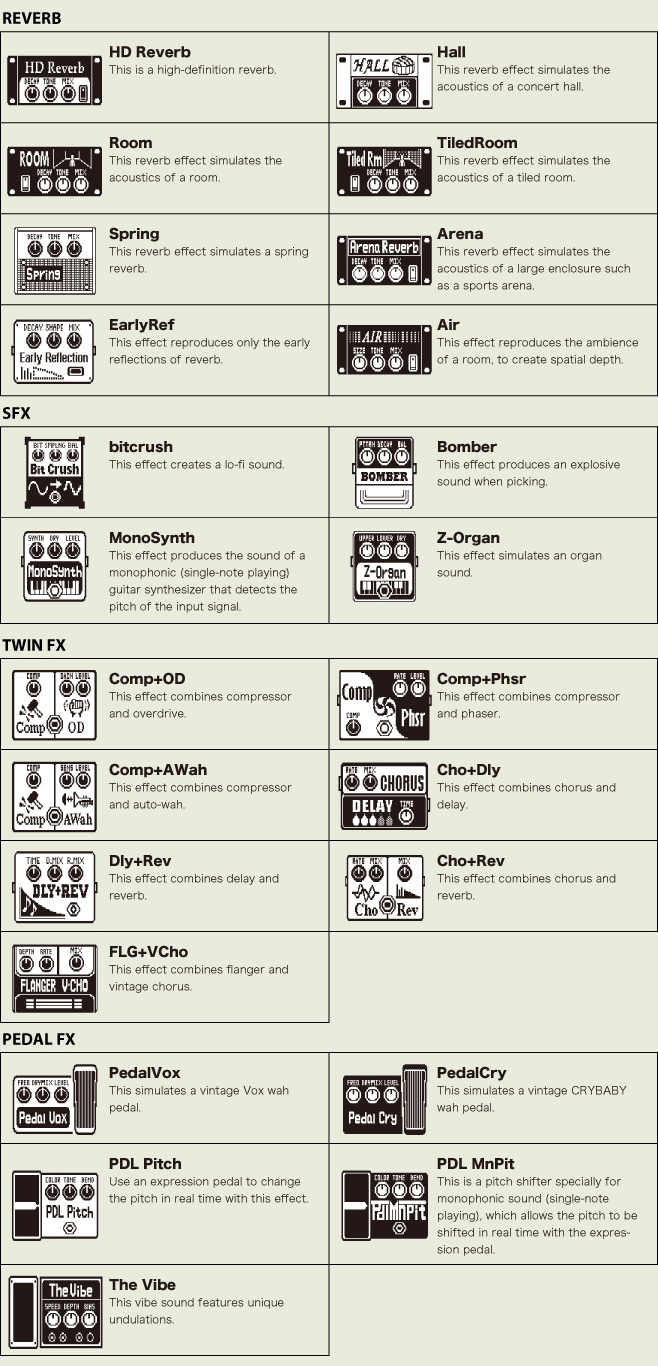 REVERB
HD Reverb
DECAY TONE MIX
HD Reverb
This is a high-definition reverb.
HALL
DECAY TONE MIX
Hall
This reverb effect simulates the
acoustics of a concert hall.
ROOM
DECAY TONE MIX
Room
This reverb effect simulates the
acoustics of a room.
Tiled Rm
DECAY TONE MIX
TiledRoom
This reverb effect simulates the
acoustics of a tiled room.
DECAY TONE MIX
Spring
Spring
This reverb effect simulates a spring
reverb.
Arena Reverb
DECAY TONE MIX
Arena
This reverb effect simulates the
acoustics of a large enclosure such
as a sports arena.
DECAY SHAPE MIX
Early Reflection
EarlyRef
This effect reproduces only the early
reflections of reverb.
AIR
SIZE TONE MIX
Air
This effect reproduces the ambience
of a room, to create spatial depth.
SFX
BIT SMPLNG BAL
Bit Crush
bitcrush
This effect creates a lo-fi sound.
PITCH DECAY BAL
BOMBER
Bomber
This effect produces an explosive
sound when picking.
SYNTH DRY LEVEL
MonoSynth
MonoSynth
This effect produces the sound of a
monophonic (single-note playing)
guitar synthesizer that detects the
pitch of the input signal.
UPPER LOWER DRY
Z-Organ
Z-Organ
This effect simulates an organ
sound.
TWIN FX
COMP GAIN LEVEL
Comp OD
Comp+OD
This effect combines compressor
and overdrive.
Comp RATE LEVEL
COMP Phsr
Comp+Phsr
This effect combines compressor
and phaser.
COMP SENS LEVEL
Comp AWah
Comp+AWah
This effect combines compressor
and auto-wah.
RATE MIX CHORUS
DELAY TIME
Cho+Dly
This effect combines chorus and
delay.
TIME D.MIX R.MIX
DLY+REV
Dly+Rev
This effect combines delay and
reverb.
RATE MIX MIX
Cho Rev
Cho+Rev
This effect combines chorus and
reverb.
DEPTH RATE MIX
FLANGER V-CHO
FLG+VCho
This effect combines flanger and
vintage chorus.
PEDAL FX
FREQ DRYMIX LEVEL
Pedal Vox
PedalVox
This simulates a vintage Vox wah
pedal.
FREQ DRYMIX LEVEL
Pedal Cry
PedalCry
This simulates a vintage CRYBABY
wah pedal.
COLOR TONE BEND
PDL Pitch
PDL Pitch
Use an expression pedal to change
the pitch in real time with this effect.
COLOR TONE BEND
PdlMnPit
PDL MnPit
This is a pitch shifter specially for
monophonic sound (single-note
playing), which allows the pitch to be
shifted in real time with the expres-
sion pedal.
The Vibe
SPEED DEPTH BIAS
The Vibe
This vibe sound features unique
undulations.